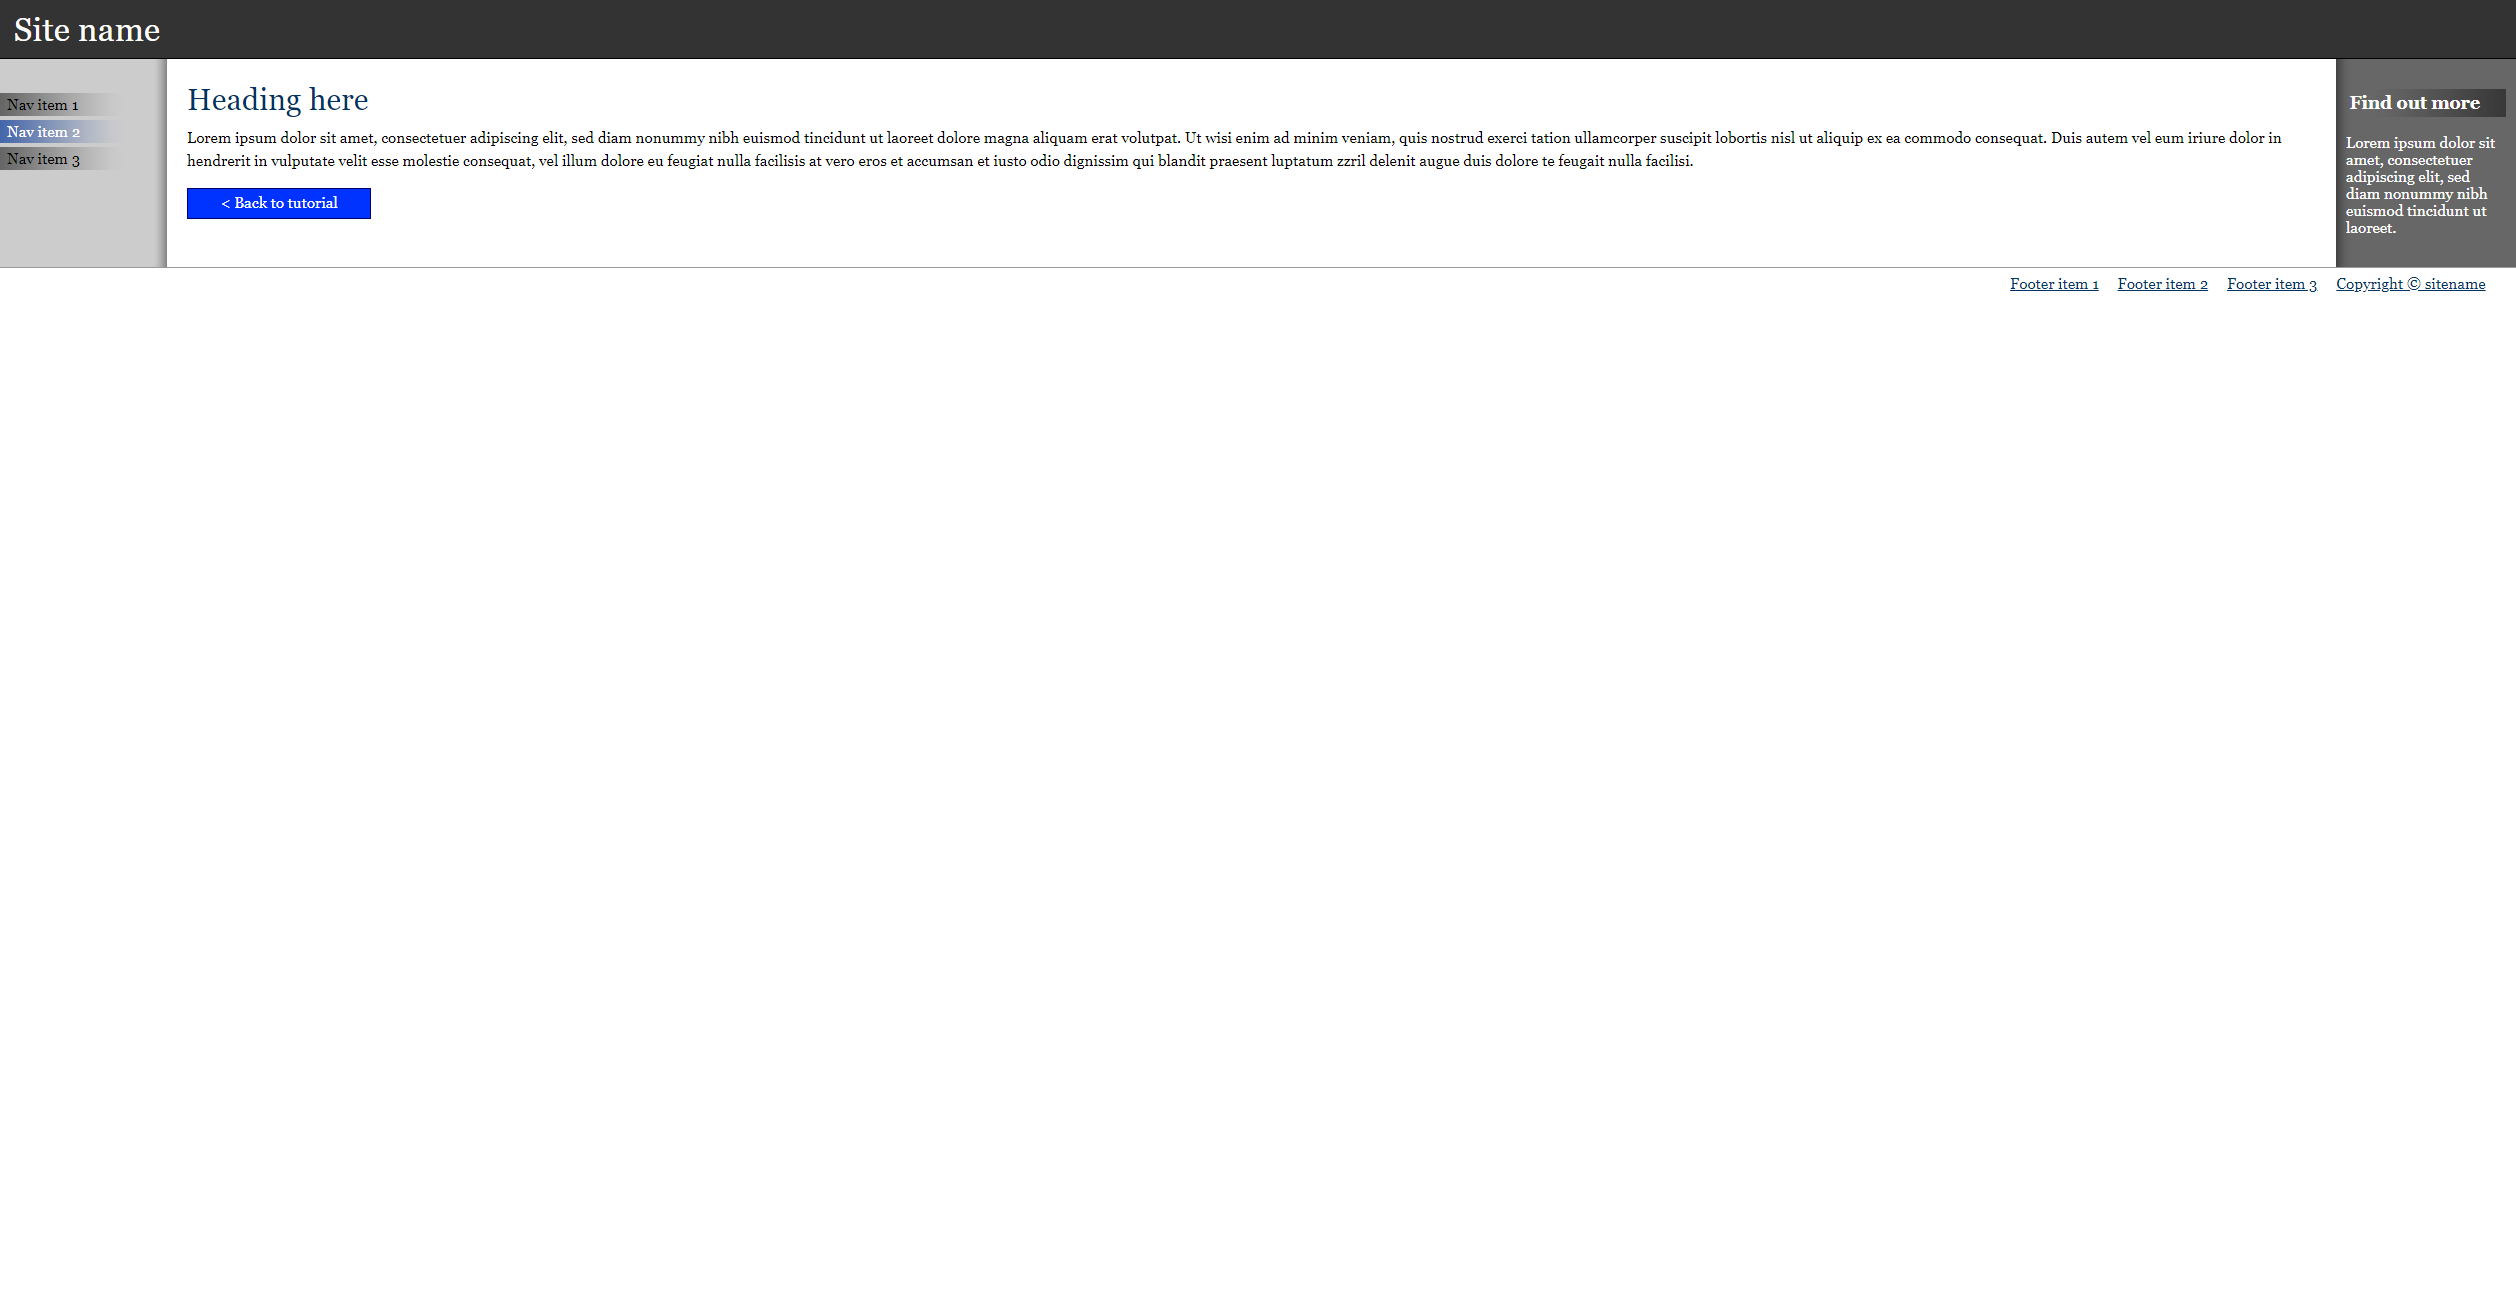 Site name
Nav item 1
Nav item 2
Nav item 3
Heading here
Lorem ipsum dolor sit amet, consectetuer adipiscing elit, sed diam nonummy nibh euismod tincidunt ut laoreet dolore magna aliquam erat volutpat. Ut wisi enim ad minim veniam, quis nostrud exerci tation ullamcorper suscipit lobortis nisl ut aliquip ex ea commodo consequat. Duis autem vel eum iriure dolor in
hendrerit in vulputate velit esse molestie consequat, vel illum dolore eu feugiat nulla facilisis at vero eros et accumsan et iusto odio dignissim qui blandit praesent luptatum zzril delenit augue duis dolore te feugait nulla facilisi.
< Back to tutorial
Find out more
Lorem ipsum dolor sit
amet, consectetuer
adipiscing elit, sed
diam nonummy nibh
euismod tincidunt ut
laoreet.
Footer item 1 Footer item 2 Footer item 3 Copyright © sitename